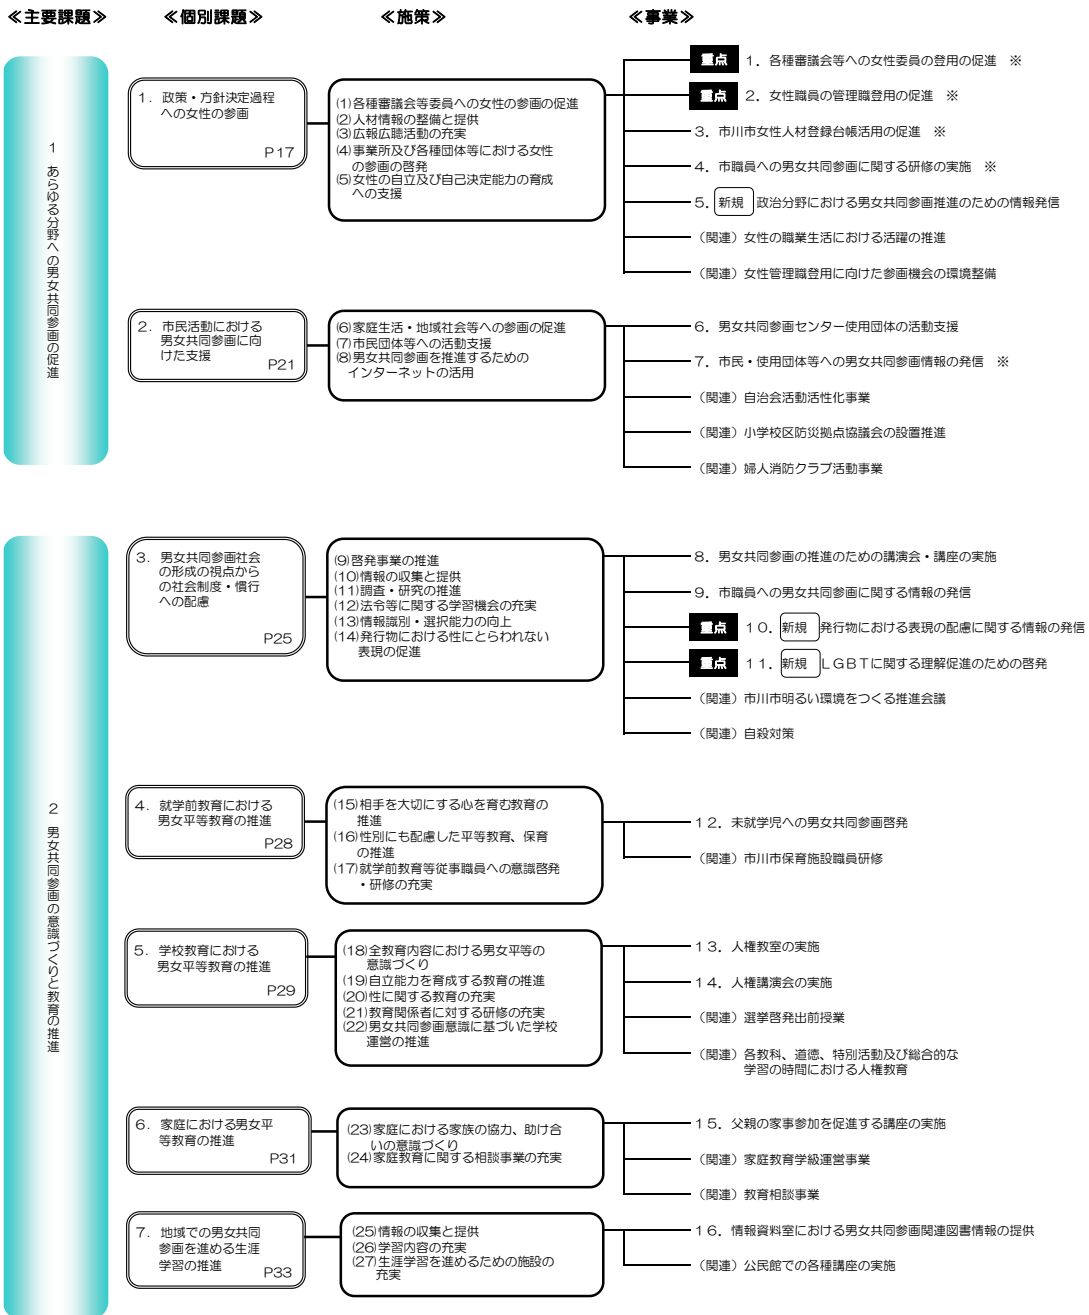 ≪主要課題≫ ≪個別課題≫ ≪施策≫ ≪事業≫
1 あらゆる分野への男女共同参画の促進
1．政策・方針決定過程
への女性の参画
P17
(1)各種審議会等委員への女性の参画の促進
(2)人材情報の整備と提供
(3)広報広聴活動の充実
(4)事業所及び各種団体等における女性
の参画の啓発
(5)女性の自立及び自己決定能力の育成
への支援
重点 1．各種審議会等への女性委員の登用の促進　※
重点 2．女性職員の管理職登用の促進　※
3．市川市女性人材登録台帳活用の促進　※
4．市職員への男女共同参画に関する研修の実施　※
5．新規 政治分野における男女共同参画推進のための情報発信
（関連）女性の職業生活における活躍の推進
（関連）女性管理職登用に向けた参画機会の環境整備
2．市民活動における
男女共同参画に向
けた支援
P21
(6)家庭生活・地域社会等への参画の促進
(7)市民団体等への活動支援
(8)男女共同参画を推進するための
インターネットの活用
6．男女共同参画センター使用団体の活動支援
7．市民・使用団体等への男女共同参画情報の発信　※
（関連）自治会活動活性化事業
（関連）小学校区防災拠点協議会の設置推進
（関連）婦人消防クラブ活動事業
2 男女共同参画の意識づくりと教育の推進
3．男女共同参画社会
の形成の視点から
の社会制度・慣行
への配慮
P25
(9)啓発事業の推進
(10)情報の収集と提供
(11)調査・研究の推進
(12)法令等に関する学習機会の充実
(13)情報識別・選択能力の向上
(14)発行物における性にとらわれない
表現の促進
8．男女共同参画の推進のための講演会・講座の実施
9．市職員への男女共同参画に関する情報の発信
重点 10．新規 発行物における表現の配慮に関する情報の発信
重点 11．新規 LGBTに関する理解促進のための啓発
（関連）市川市明るい環境をつくる推進会議
（関連）自殺対策
4．就学前教育における
男女平等教育の推進
P28
(15)相手を大切にする心を育む教育の
推進
(16)性別にも配慮した平等教育、保育
の推進
(17)就学前教育等従事職員への意識啓発
・研修の充実
12．未就学児への男女共同参画啓発
（関連）市川市保育施設職員研修
5．学校教育における
男女平等教育の推進
P29
(18)全教育内容における男女平等の
意識づくり
(19)自立能力を育成する教育の推進
(20)性に関する教育の充実
(21)教育関係者に対する研修の充実
(22)男女共同参画意識に基づいた学校
運営の推進
13．人権教室の実施
14．人権講演会の実施
（関連）選挙啓発出前授業
（関連）各教科、道徳、特別活動及び総合的な
学習の時間における人権教育
6．家庭における男女平
等教育の推進
P31
(23)家庭における家族の協力、助け合
いの意識づくり
(24)家庭教育に関する相談事業の充実
15．父親の家事参加を促進する講座の実施
（関連）家庭教育学級運営事業
（関連）教育相談事業
7．地域での男女共同
参画を進める生涯
学習の推進
P33
(25)情報の収集と提供
(26)学習内容の充実
(27)生涯学習を進めるための施設の
充実
16．情報資料室における男女共同参画関連図書情報の提供
（関連）公民館での各種講座の実施